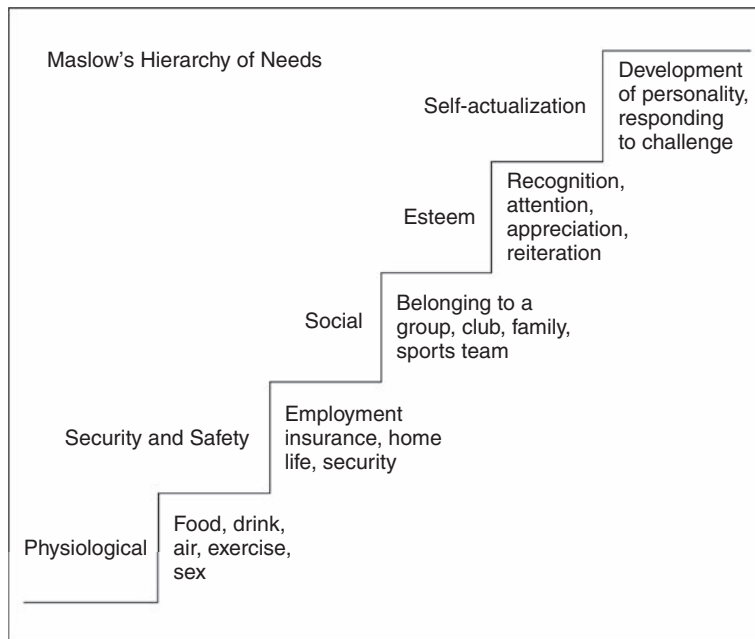 Maslow's Hierarchy of Needs
Self-actualization
Development
of personality,
responding
to challenge
Esteem
Recognition,
attention,
appreciation,
reiteration
Social
Belonging to a
group, club, family,
sports team
Security and Safety
Employment
insurance, home
life, security
Physiological
Food, drink,
air, exercise,
sex